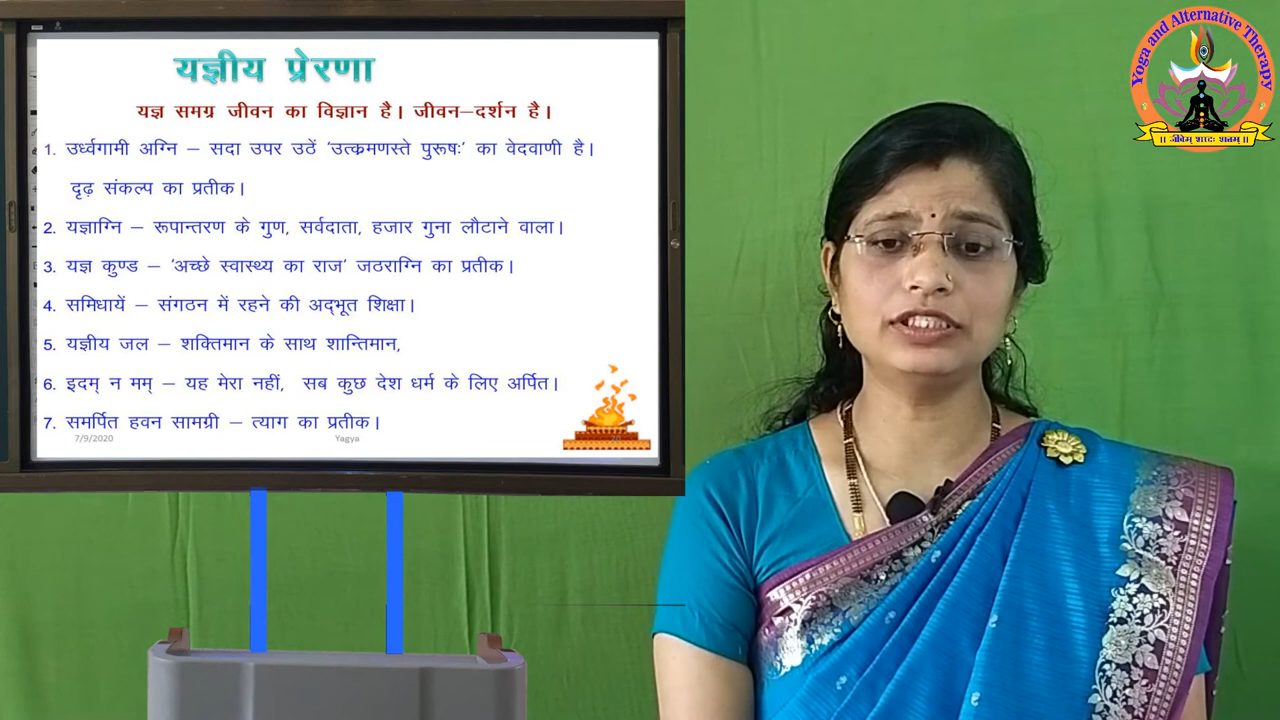 यज्ञीय प्रेरणा
यज्ञ समग्र जीवन का विज्ञान है। जीवन–दर्शन है।
1. उर्ध्वगामी अग्नि – सदा उपर उठें 'उत्क्रमणस्ते पुरूषः' का वेदवाणी है।
दृढ़ संकल्प का प्रतीक।
2. यज्ञाग्नि – रूपान्तरण के गुण, सर्वदाता, हजार गुना लौटाने वाला।
3. यज्ञ कुण्ड – 'अच्छे स्वास्थ्य का राज' जठराग्नि का प्रतीक।
4. समिधायें – संगठन में रहने की अद्भूत शिक्षा।
5. यज्ञीय जल – शक्तिमान के साथ शान्तिमान,
6. इदम् न मम् – यह मेरा नहीं, सब कुछ देश धर्म के लिए अर्पित।
7. समर्पित हवन सामग्री – त्याग का प्रतीक।
7/9/2020 Yagya
Yoga and Alternative Therapy
॥ जीवेम् शरदः शतम् ॥